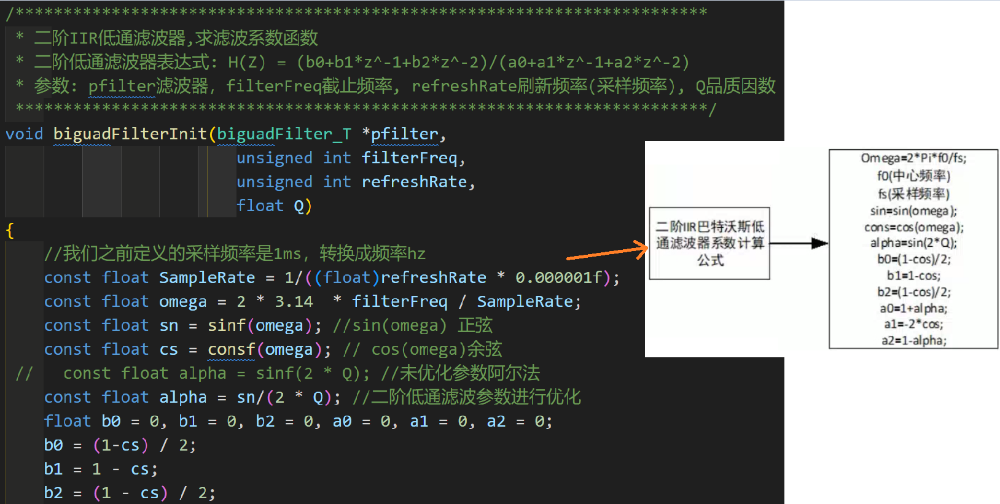 /************************************************************************
* 二阶IIR低通滤波器,求滤波系数函数
* 二阶低通滤波器表达式: H(Z) = (b0+b1*z^-1+b2*z^-2)/(a0+a1*z^-1+a2*z^-2)
* 参数: pfilter滤波器, filterFreq截止频率, refreshRate刷新频率(采样频率), Q品质因数
************************************************************************/
void biguadFilterInit(biguadFilter_T *pfilter,
unsigned int filterFreq,
unsigned int refreshRate,
float Q)
{
//我们之前定义的采样频率是1ms, 转换成频率hz
const float SampleRate = 1/((float)refreshRate * 0.000001f);
const float omega = 2 * 3.14  * filterFreq / SampleRate;
const float sn = sinf(omega); //sin(omega) 正弦
const float cs = consf(omega); // cos(omega)余弦
//   const float alpha = sinf(2 * Q); //未优化参数阿尔法
const float alpha = sn/(2 * Q); //二阶低通滤波参数进行优化
float b0 = 0, b1 = 0, b2 = 0, a0 = 0, a1 = 0, a2 = 0;
b0 = (1-cs) / 2;
b1 = 1 - cs;
b2 = (1 - cs) / 2;
二阶IIR巴特沃斯低
通滤波器系数计算
公式
Omega=2*Pi*f0/fs;
f0(中心频率)
fs(采样频率)
sin=sin(omega);
cons=cos(omega);
alpha=sin(2*Q);
b0=(1-cos)/2;
b1=1-cos;
b2=(1-cos)/2;
a0=1+alpha;
a1=-2*cos;
a2=1-alpha;